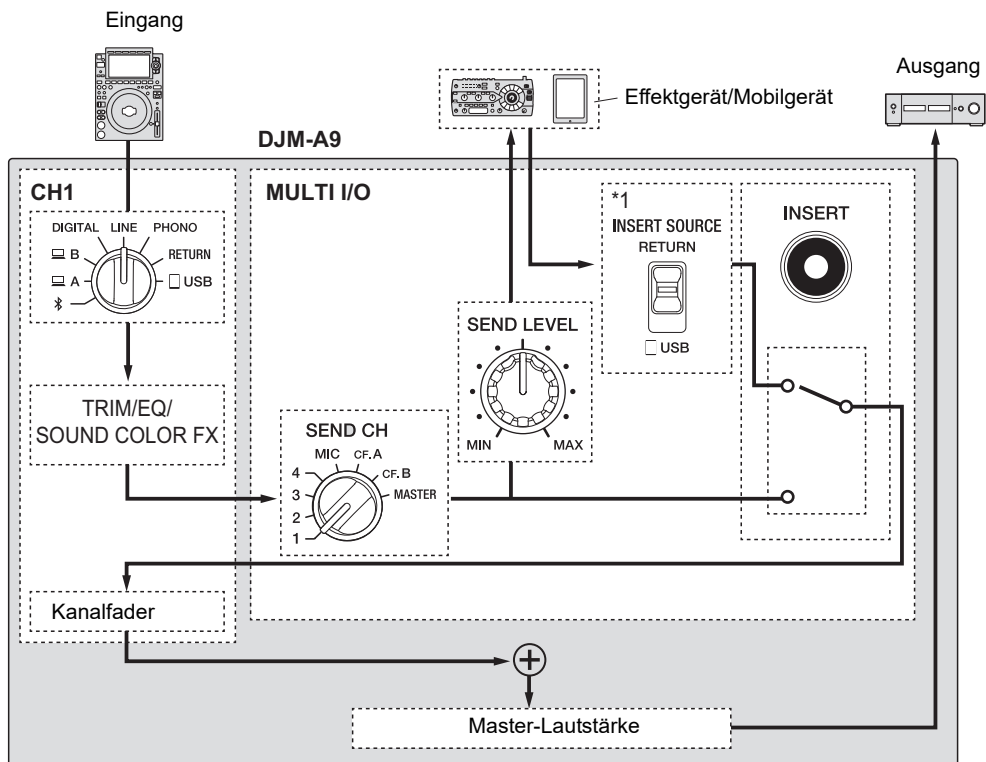 Eingang
Ausgang
Effektgerät/Mobilgerät
DJM-A9
CH1
MULTI I/O
DIGITAL LINE PHONO
B RETURN
A USB
*1
INSERT SOURCE
RETURN
USB
INSERT
SEND LEVEL
MIN MAX
TRIM/EQ/
SOUND COLOR FX
SEND CH
MIC CF. A
4 CF. B
3 MASTER
2
1
Kanalfader
Master-Lautstärke